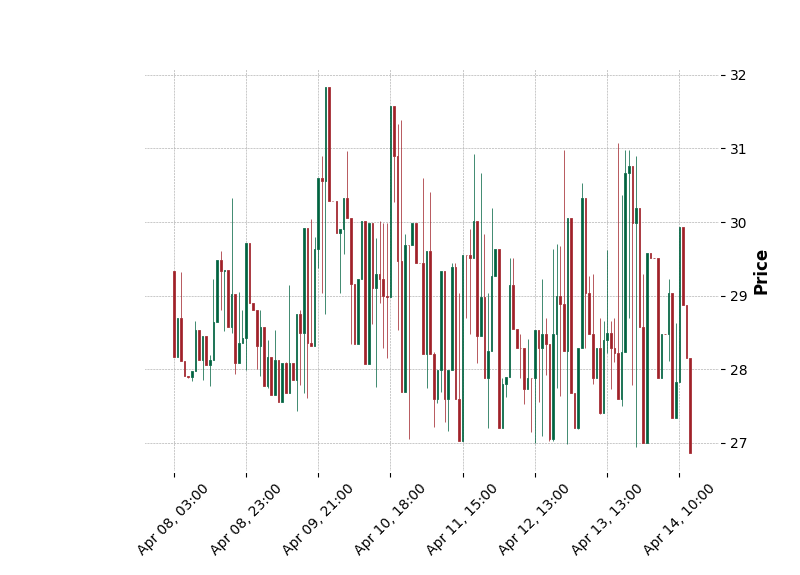 32
31
30
29
28
27
Price
Apr 08, 03:00
Apr 08, 23:00
Apr 09, 21:00
Apr 10, 18:00
Apr 11, 15:00
Apr 12, 13:00
Apr 13, 13:00
Apr 14, 10:00